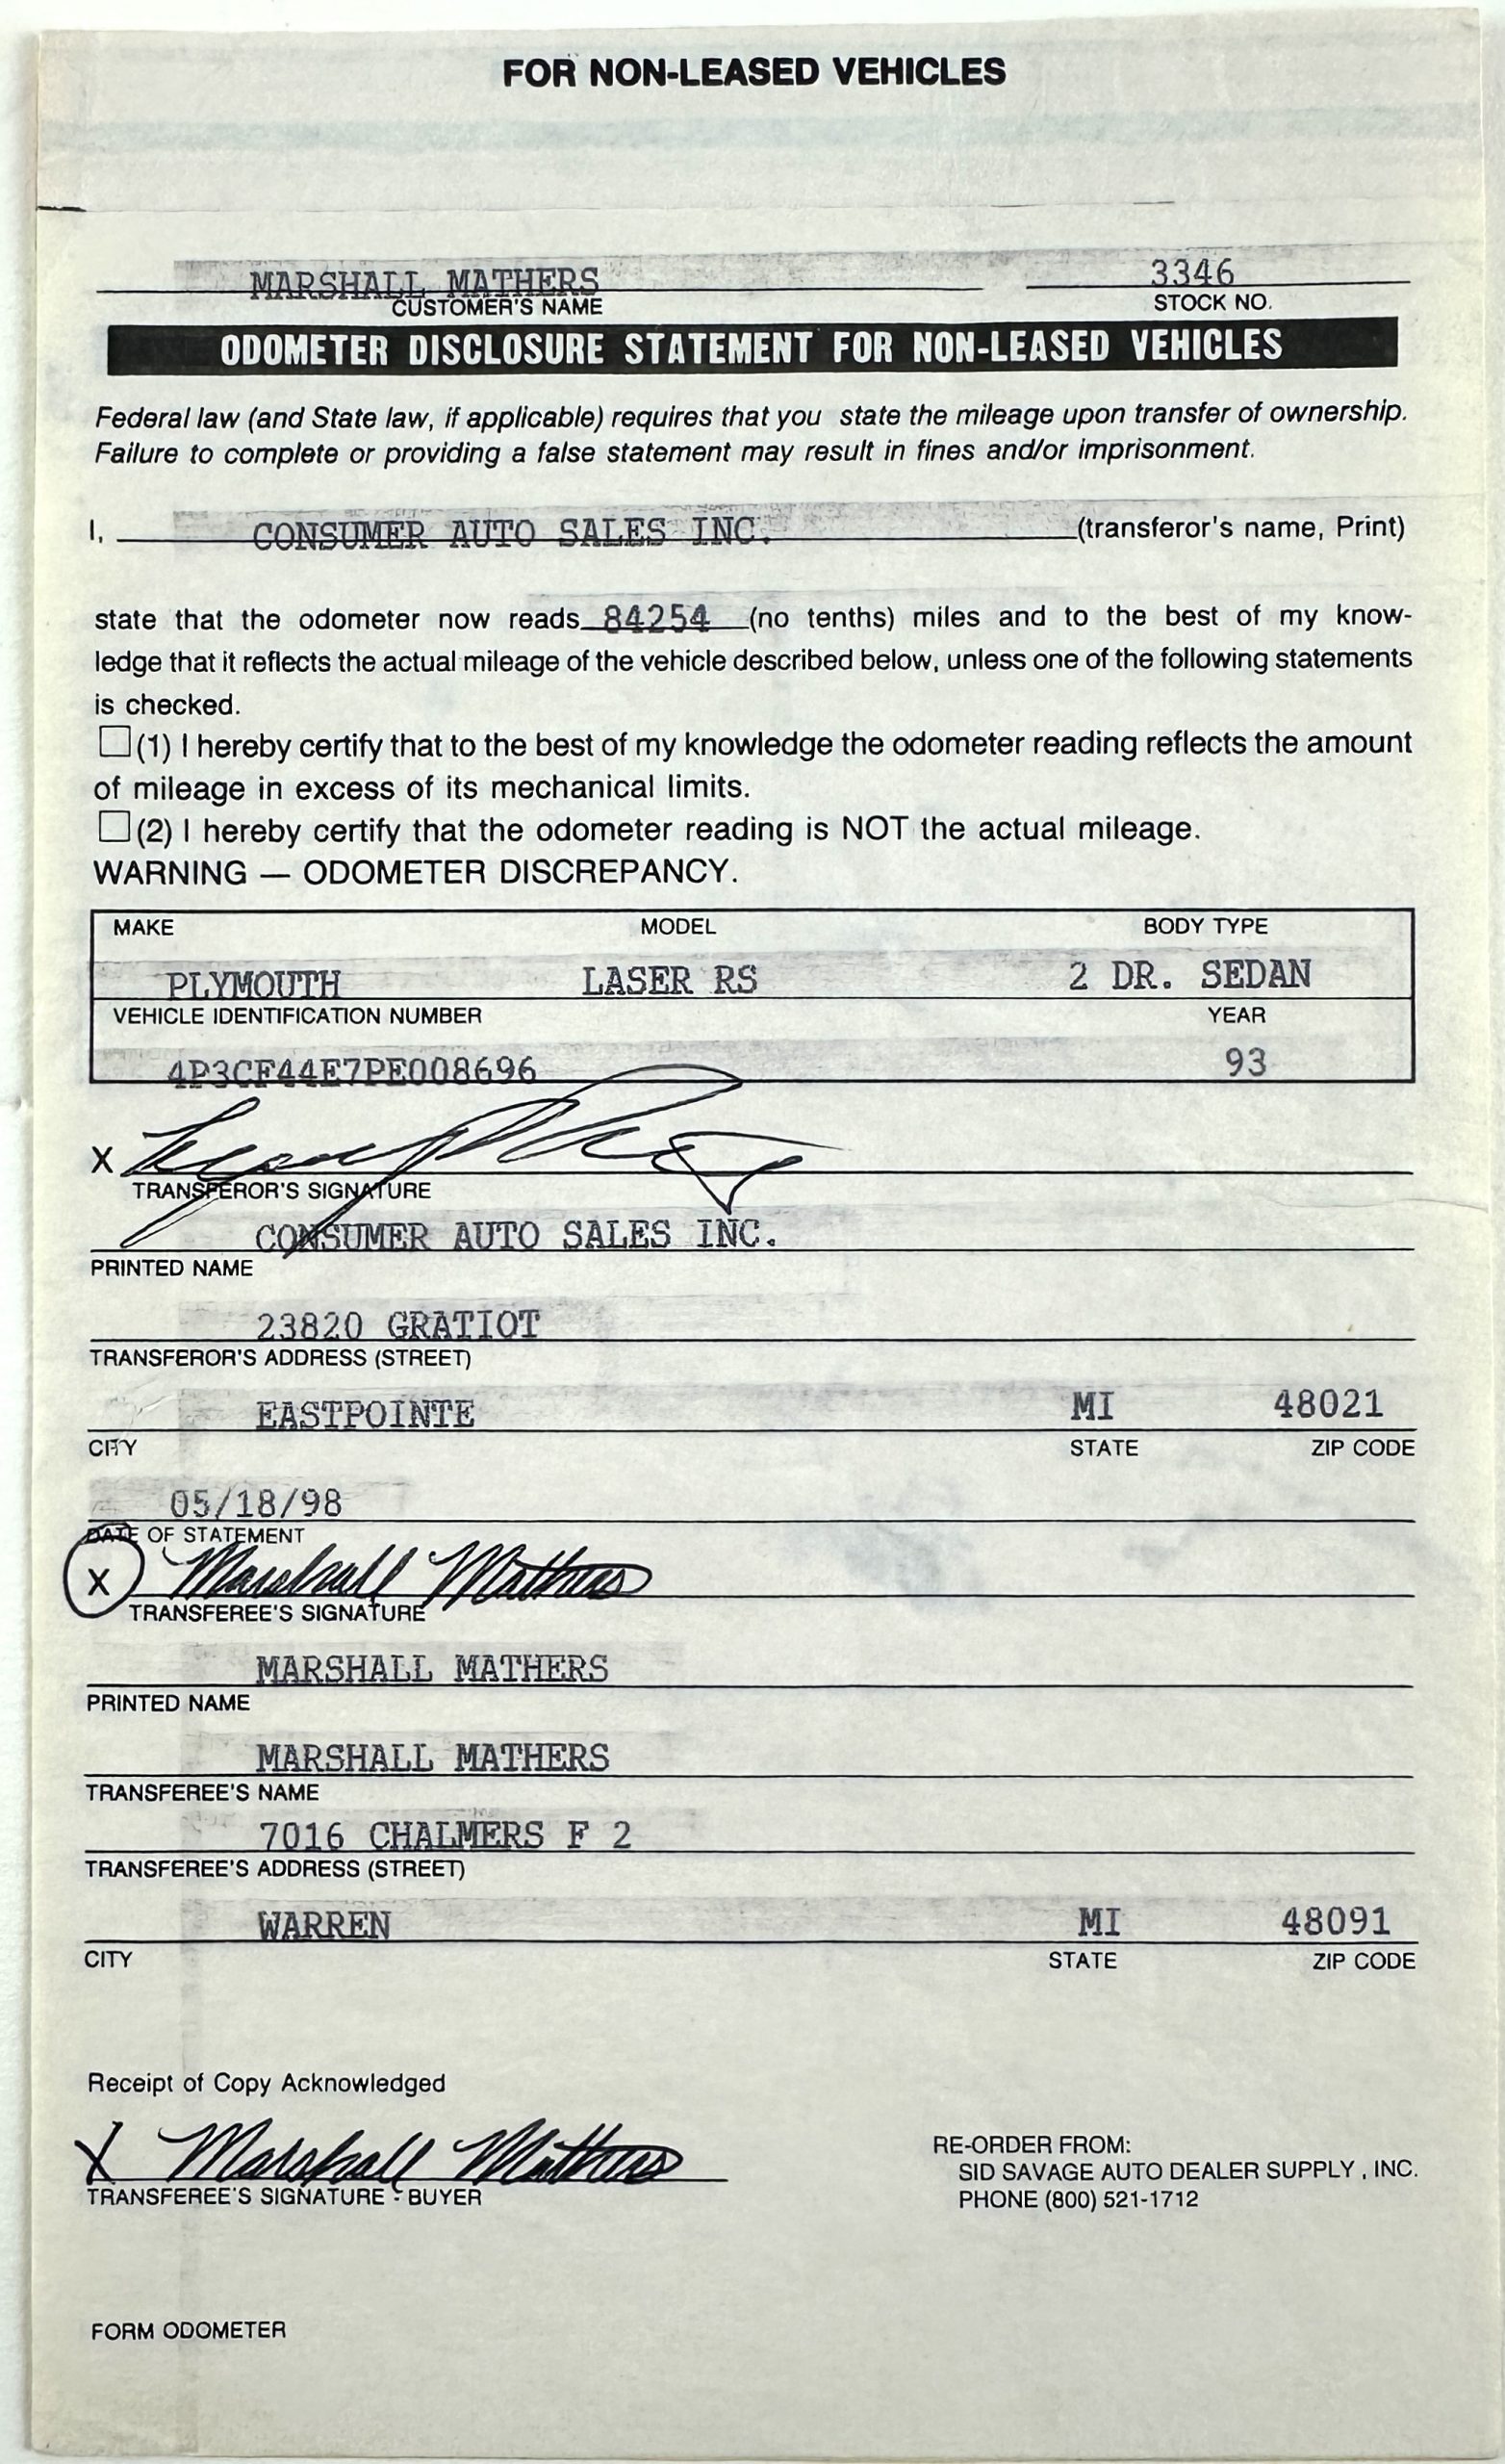 FOR NON-LEASED VEHICLES
MARSHALL MATHERS 3346
CUSTOMER'S NAME STOCK NO.
ODOMETER DISCLOSURE STATEMENT FOR NON-LEASED VEHICLES
Federal law (and State law, if applicable) requires that you state the mileage upon transfer of ownership.
Failure to complete or providing a false statement may result in fines and/or imprisonment.
I, CONSUMER AUTO SALES INC. (transferor's name, Print)
state that the odometer now reads 84254 (no tenths) miles and to the best of my know-
ledge that it reflects the actual mileage of the vehicle described below, unless one of the following statements
is checked.
(1) I hereby certify that to the best of my knowledge the odometer reading reflects the amount
of mileage in excess of its mechanical limits.
(2) I hereby certify that the odometer reading is NOT the actual mileage.
WARNING — ODOMETER DISCREPANCY.
MAKE MODEL BODY TYPE
PLYMOUTH LASER RS 2 DR. SEDAN
VEHICLE IDENTIFICATION NUMBER YEAR
4P3CF44E7PE008696 93
X
TRANSFEROR'S SIGNATURE
CONSUMER AUTO SALES INC.
PRINTED NAME
23820 GRATIOT
TRANSFEROR'S ADDRESS (STREET)
EASTPOINTE MI 48021
CITY STATE ZIP CODE
05/18/98
DATE OF STATEMENT
X Marshall Mathers
TRANSFEREE'S SIGNATURE
MARSHALL MATHERS
PRINTED NAME
MARSHALL MATHERS
TRANSFEREE'S NAME
7016 CHALMERS F 2
TRANSFEREE'S ADDRESS (STREET)
WARREN MI 48091
CITY STATE ZIP CODE
Receipt of Copy Acknowledged
X Marshall Mathers
TRANSFEREE'S SIGNATURE - BUYER
RE-ORDER FROM:
SID SAVAGE AUTO DEALER SUPPLY, INC.
PHONE (800) 521-1712
FORM ODOMETER